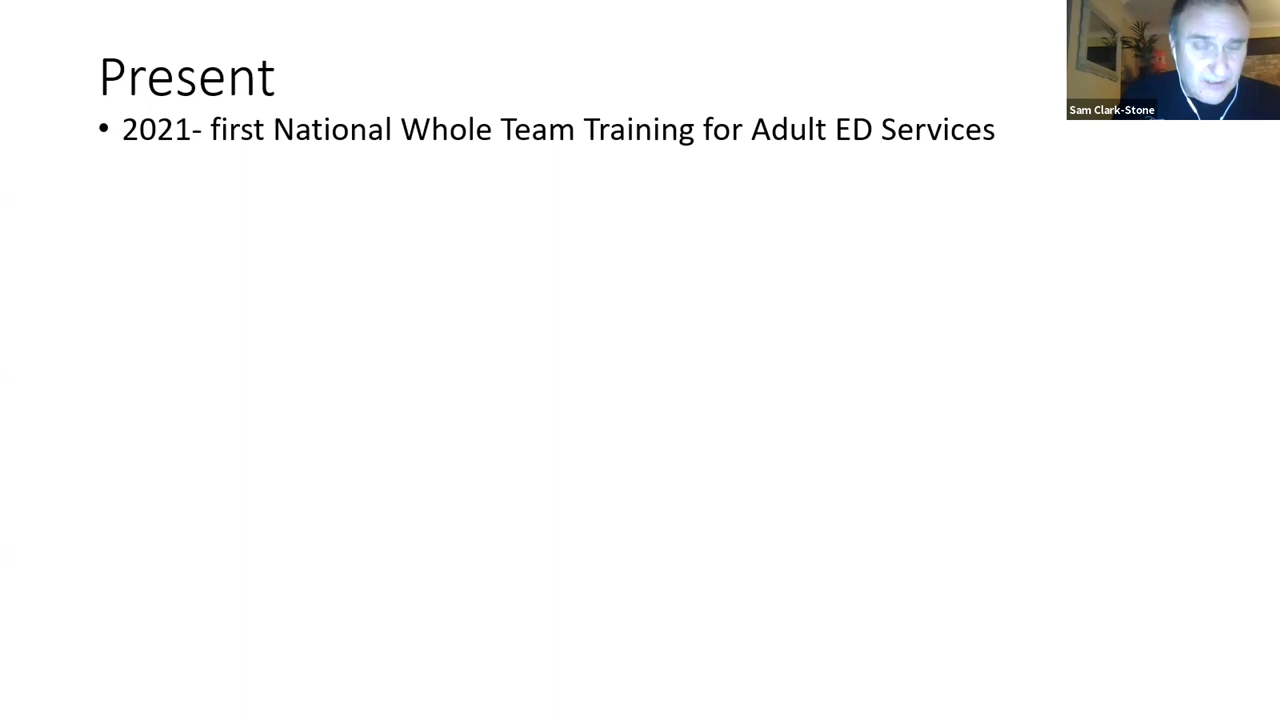 Present
• 2021- first National Whole Team Training for Adult ED Services
Sam Clark-Stone